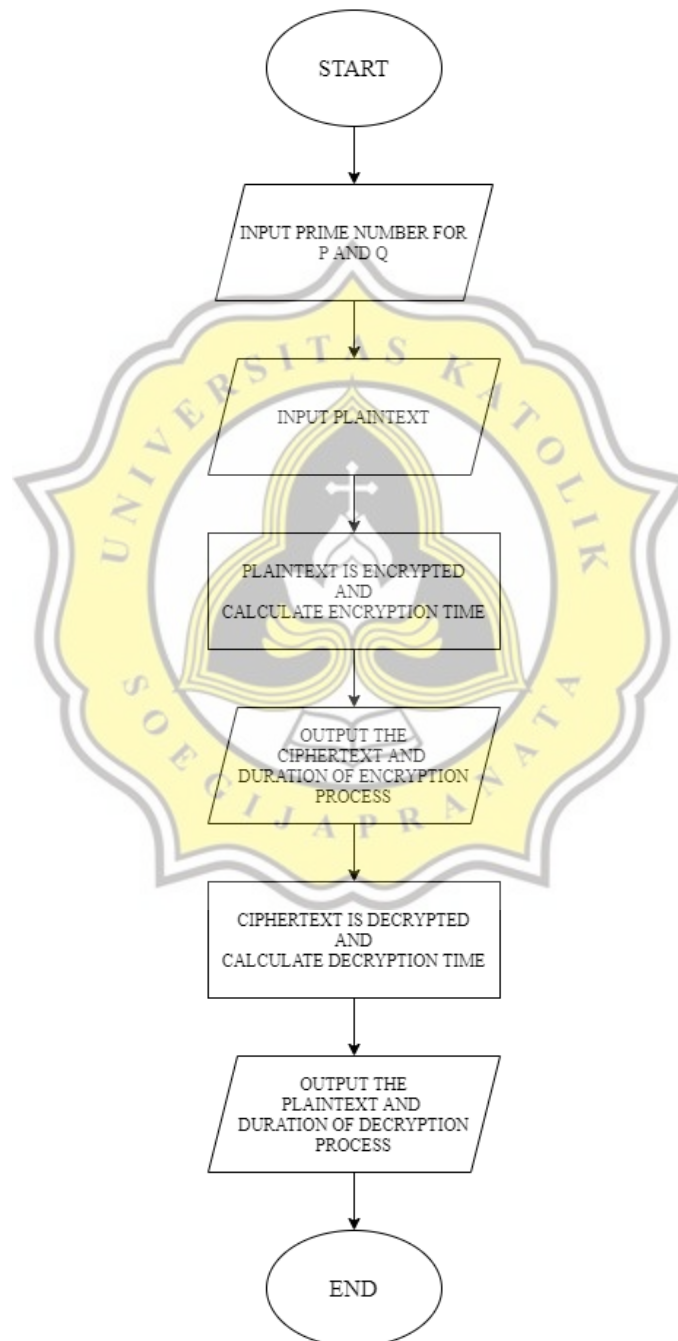 START
INPUT PRIME NUMBER FOR
P AND Q
UNIVERSITAS KATOLIK
INPUT PLAINTEXT
PLAINTEXT IS ENCRYPTED
AND
CALCULATE ENCRYPTION TIME
SOEGIJAPRANATA
OUTPUT THE
CIPHERTEXT AND
DURATION OF ENCRYPTION
PROCESS
CIPHERTEXT IS DECRYPTED
AND
CALCULATE DECRYPTION TIME
OUTPUT THE
PLAINTEXT AND
DURATION OF DECRYPTION
PROCESS
END